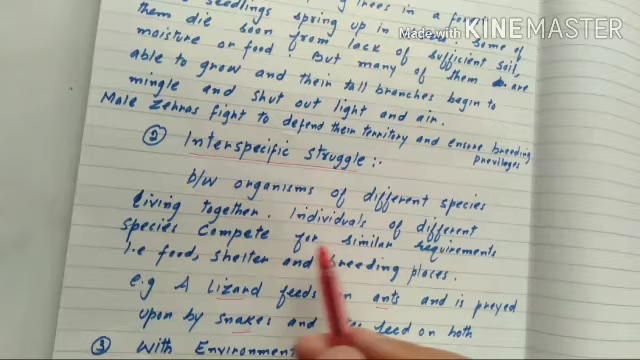 seedlings spring up in Some of
Made with KINEMASTER
them die soon from lack of sufficient soil,
moisture or food. But many of them are
able to grow and their tall branches begin to
mingle and shut out light and air.
Male Zebras fight to defend their territory and ensure breeding
previleges
② Interspecific Struggle :-
b/w organisms of different species
living together. Individuals of different
species compete for similar requirements
i.e food, shelter and breeding places.
e.g A lizard feeds on ants and is preyed
upon by snakes and feed on both
③ With Environment